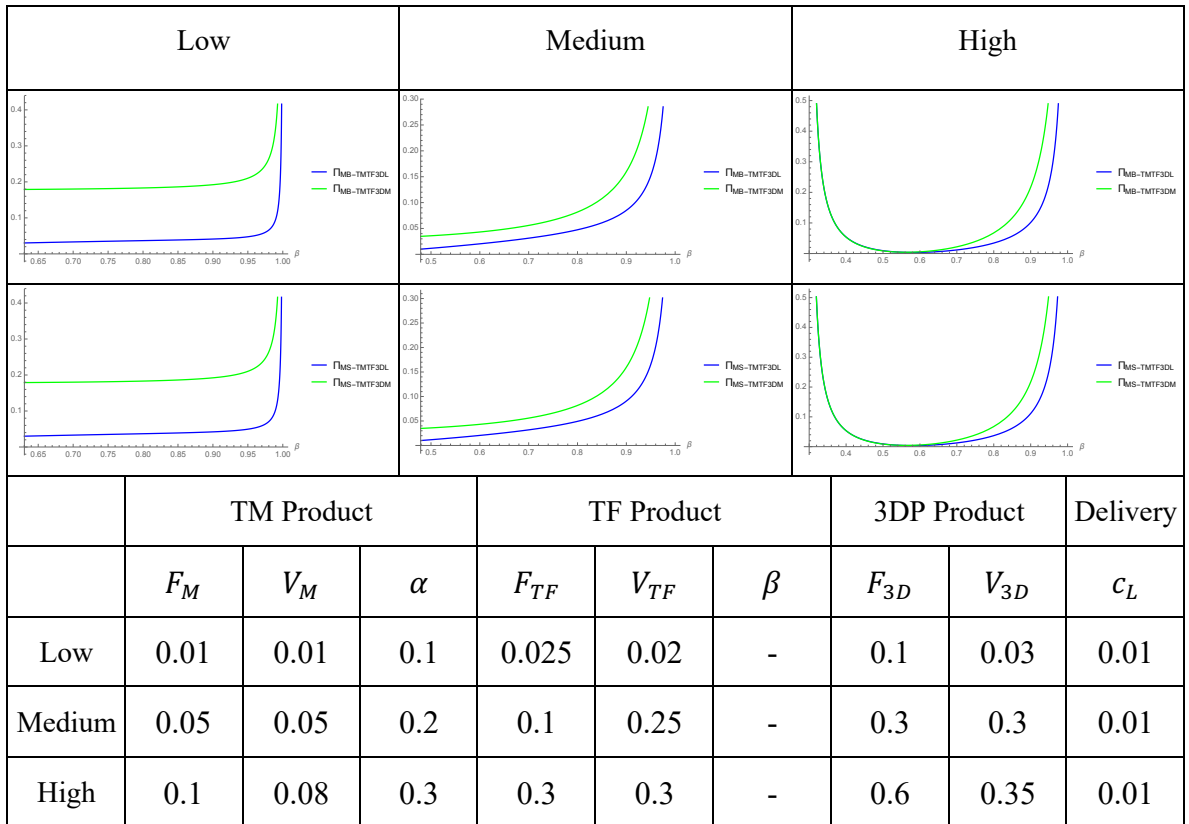 Low Medium High
0.4
0.3
0.2
0.1
0.65 0.70 0.75 0.80 0.85 0.90 0.95 1.00
β
Π_MB-TMTF3DL
Π_MB-TMTF3DM
0.30
0.25
0.20
0.15
0.10
0.05
0.5 0.6 0.7 0.8 0.9 1.0
β
Π_MB-TMTF3DL
Π_MB-TMTF3DM
0.5
0.4
0.3
0.2
0.1
0.4 0.5 0.6 0.7 0.8 0.9 1.0
β
Π_MB-TMTF3DL
Π_MB-TMTF3DM
0.4
0.3
0.2
0.1
0.65 0.70 0.75 0.80 0.85 0.90 0.95 1.00
β
Π_MS-TMTF3DL
Π_MS-TMTF3DM
0.30
0.25
0.20
0.15
0.10
0.05
0.5 0.6 0.7 0.8 0.9 1.0
β
Π_MS-TMTF3DL
Π_MS-TMTF3DM
0.5
0.4
0.3
0.2
0.1
0.4 0.5 0.6 0.7 0.8 0.9 1.0
β
Π_MS-TMTF3DL
Π_MS-TMTF3DM
TM Product TF Product 3DP Product Delivery
F_M V_M α F_TF V_TF β F_3D V_3D c_L
Low 0.01 0.01 0.1 0.025 0.02 - 0.1 0.03 0.01
Medium 0.05 0.05 0.2 0.1 0.25 - 0.3 0.3 0.01
High 0.1 0.08 0.3 0.3 0.3 - 0.6 0.35 0.01